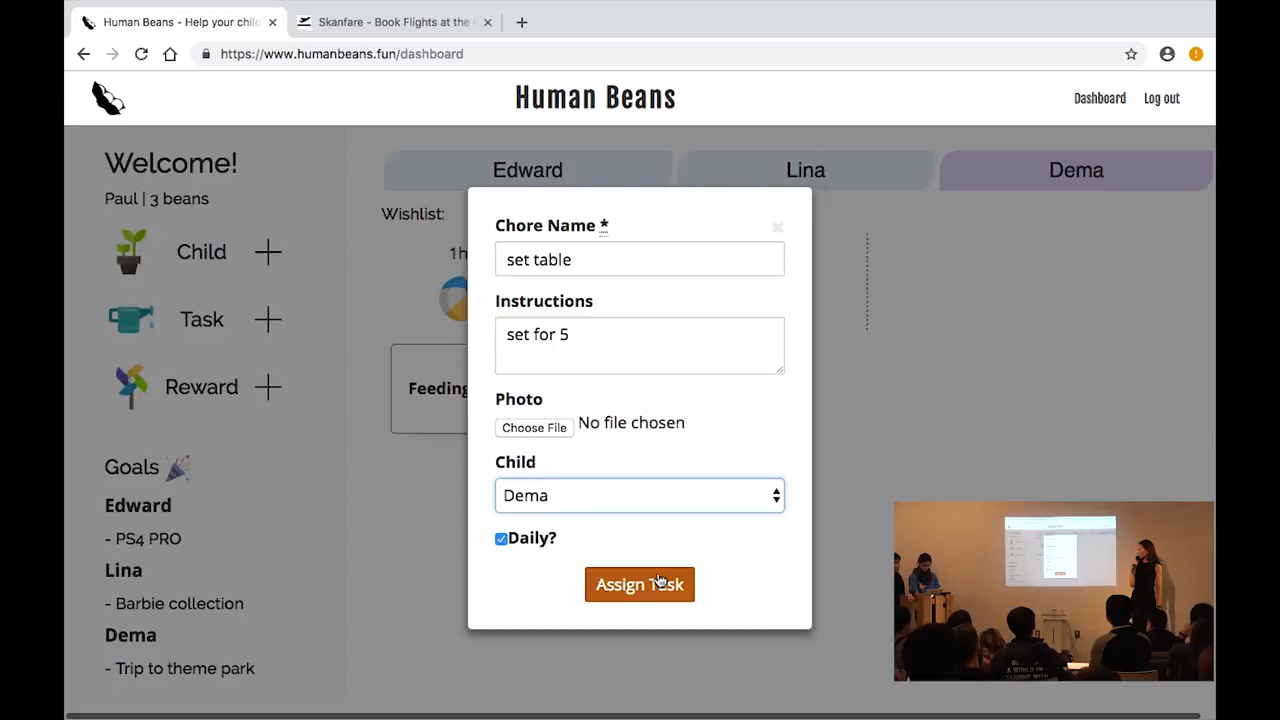 Human Beans - Help your child
Skanfare - Book Flights at the
https://www.humanbeans.fun/dashboard
Human Beans
Dashboard
Log out
Welcome!
Paul | 3 beans
Child
Task
Reward
Goals
Edward
- PS4 PRO
Lina
- Barbie collection
Dema
- Trip to theme park
Edward
Lina
Dema
Wishlist:
1h
Feeding
Chore Name *
set table
Instructions
set for 5
Photo
Choose File No file chosen
Child
Dema
Daily?
Assign Task